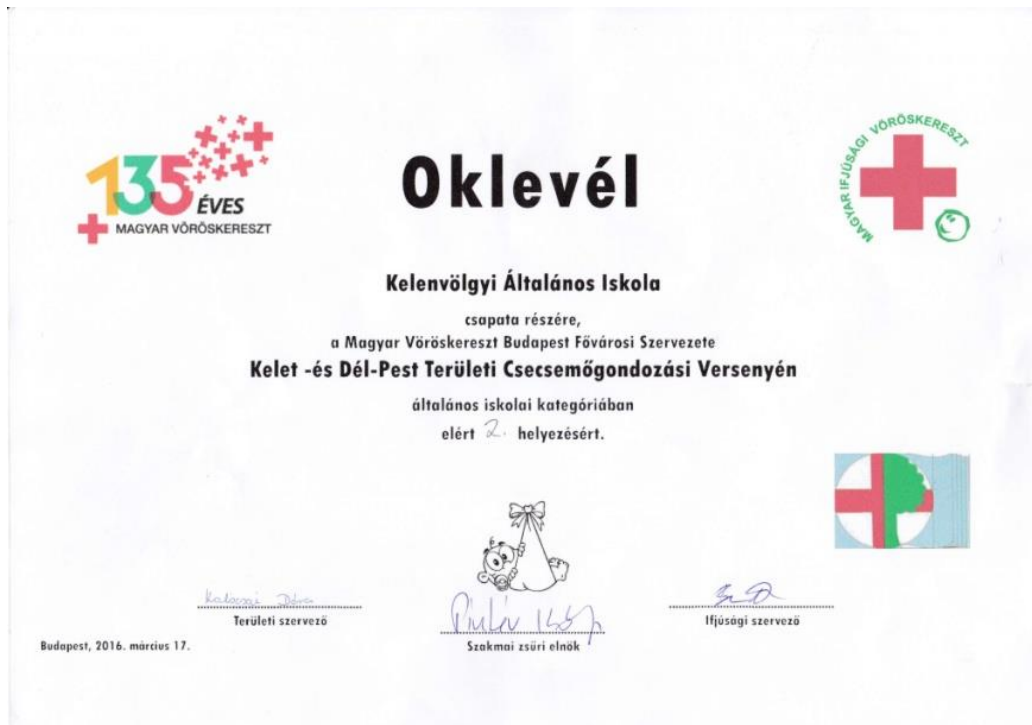 135
ÉVES
MAGYAR VÖRÖSKERESZT
Oklevél
MAGYAR IFJÚSÁGI VÖRÖSKERESZT
Kelenvölgyi Általános Iskola
csapata részére,
a Magyar Vöröskereszt Budapest Fővárosi Szervezete
Kelet -és Dél-Pest Területi Csecsemőgondozási Versenyén
általános iskolai kategóriában
elért 2. helyezésért.
Területi szervező
Szakmai zsűri elnök
Ifjúsági szervező
Budapest, 2016. március 17.